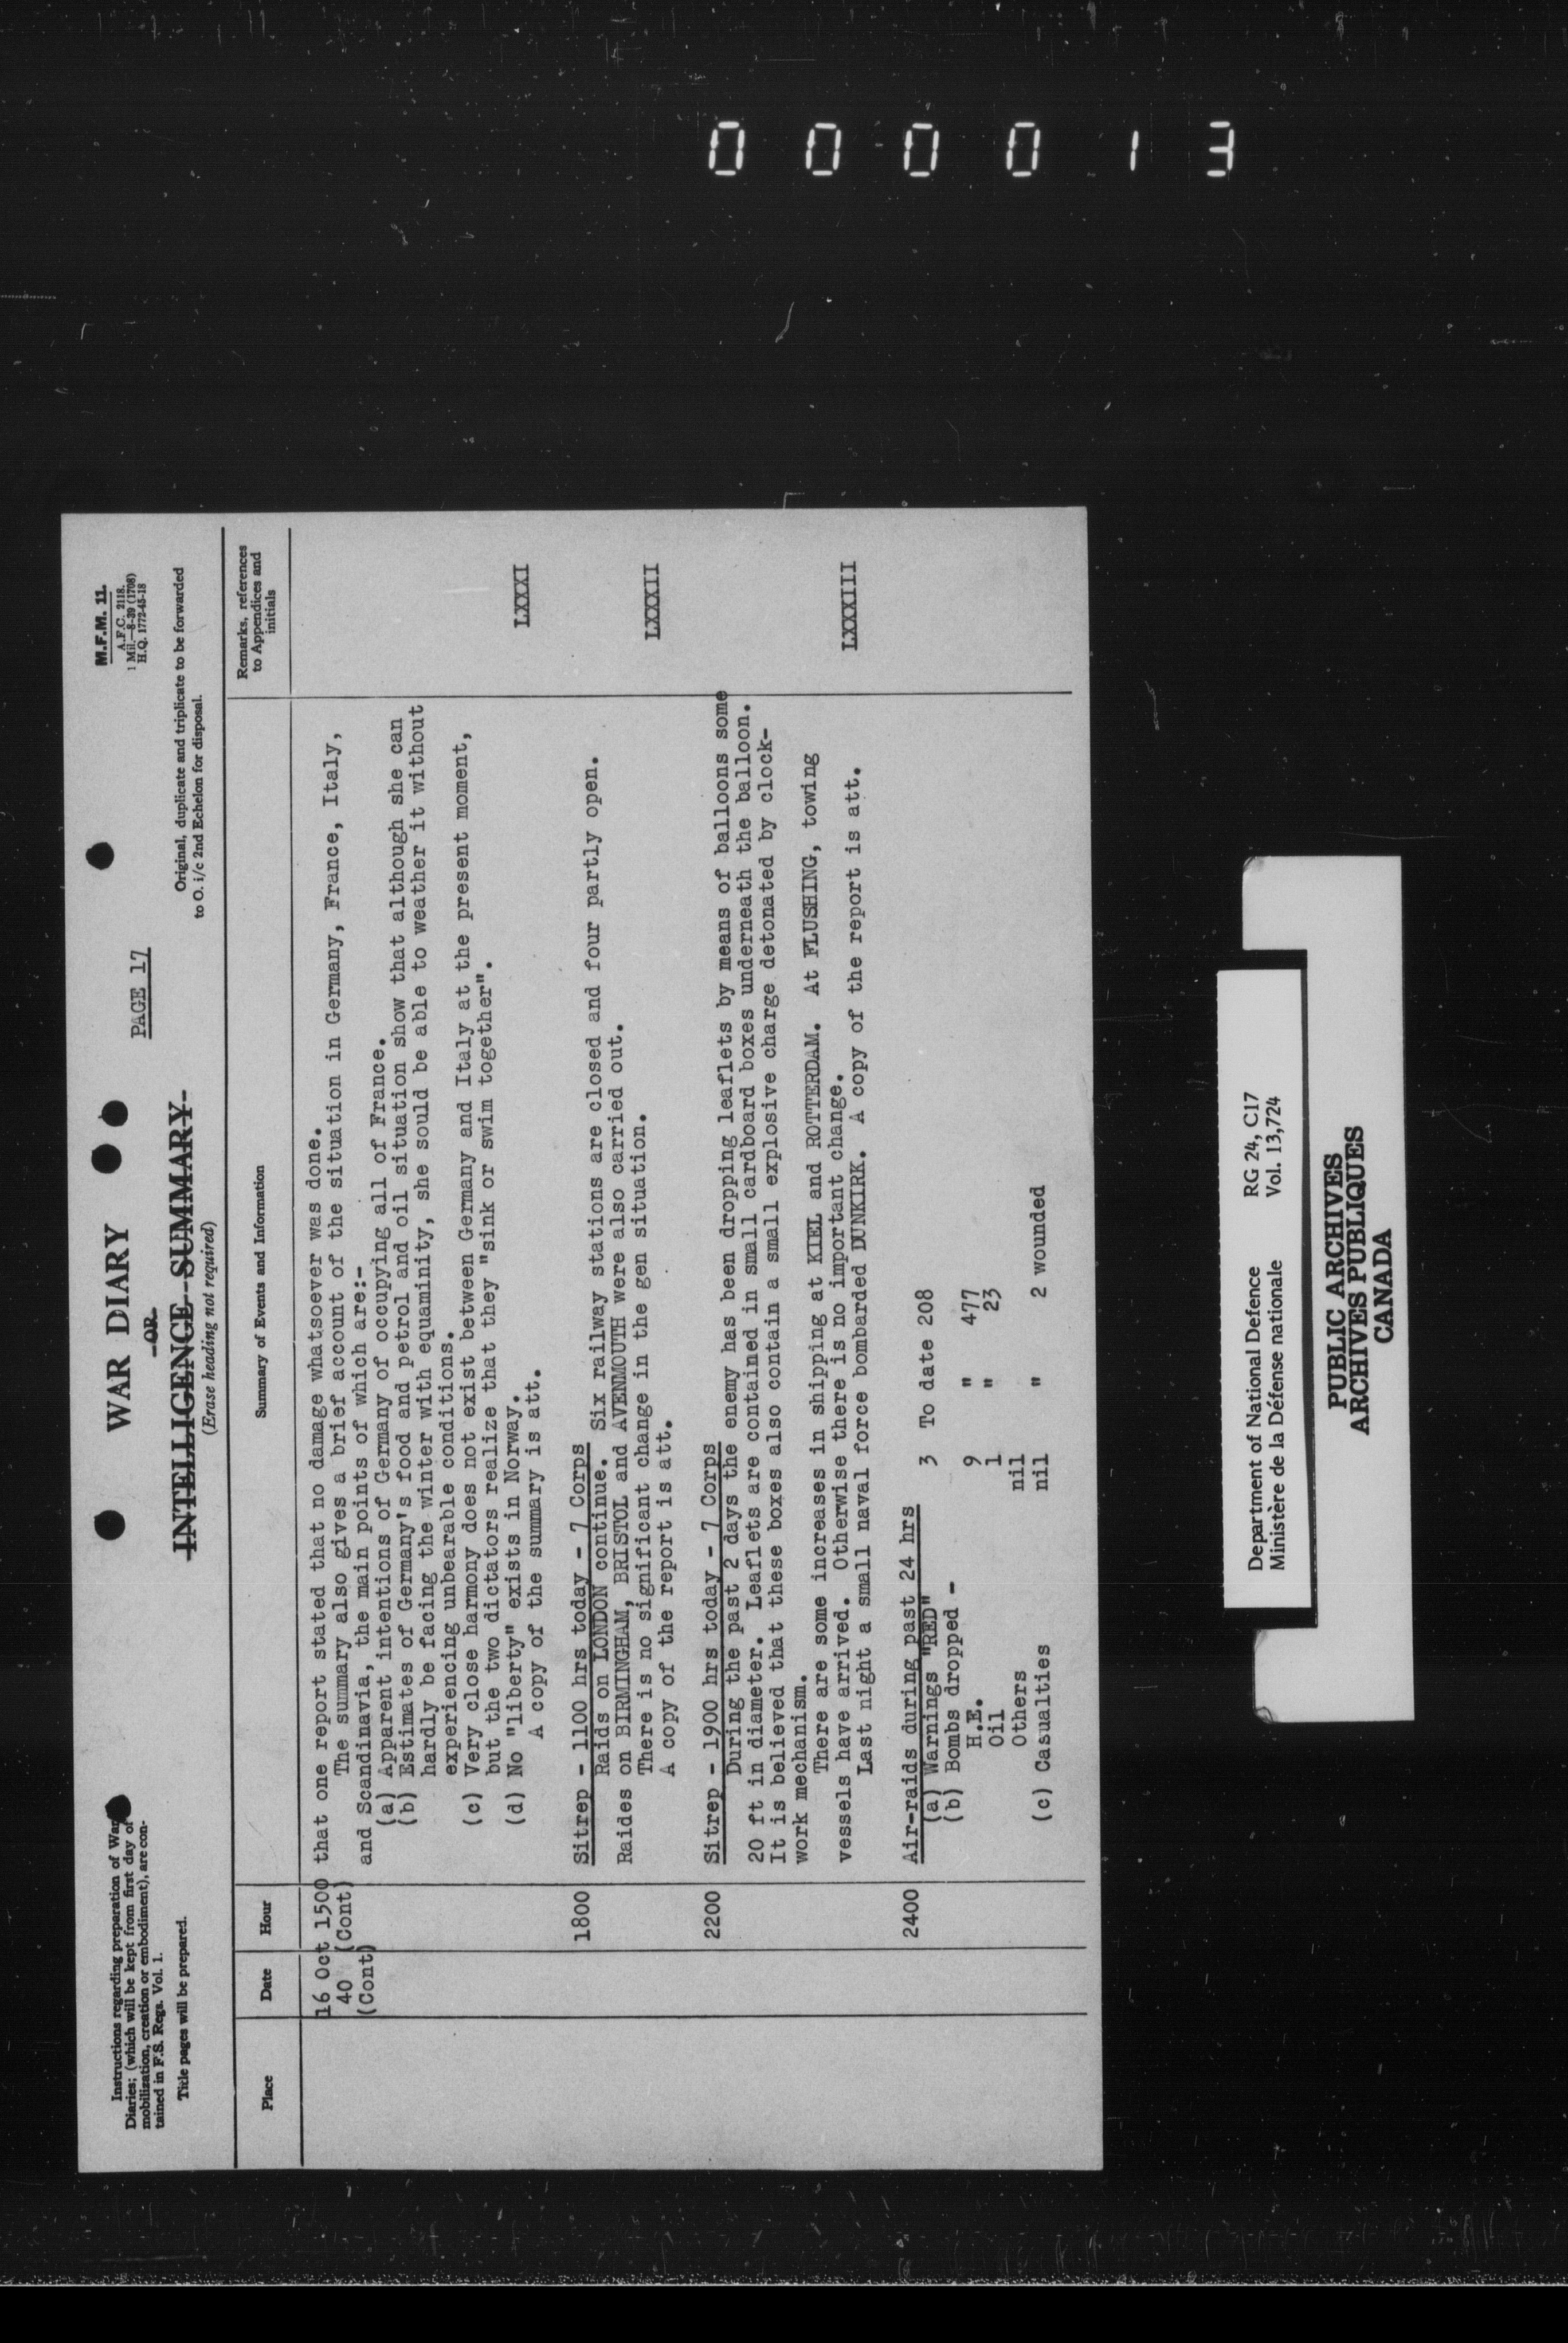 000013
Instructions regarding preparation of War
Diaries; (which will be kept from first day of
mobilization, creation or embodiment), are con-
tained in F.S. Regs. Vol. 1.
Title pages will be prepared.
WAR DIARY
-OR-
INTELLIGENCE SUMMARY
(Erase heading not required)
PAGE 17
M.F.M. 11.
A.F.C. 2118.
1 Mil.—8-39 (1708)
H.Q. 1772-45-18
Original, duplicate and triplicate to be forwarded
to O. i/c 2nd Echelon for disposal.
Place Date Hour Summary of Events and Information Remarks, references
to Appendices and
initials
16 Oct 1500 that one report stated that no damage whatsoever was done.
40 (Cont) The summary also gives a brief account of the situation in Germany, France, Italy,
(Cont) and Scandinavia, the main points of which are:-
(a) Apparent intentions of Germany of occupying all of France.
(b) Estimates of Germany's food and petrol and oil situation show that although she can
hardly be facing the winter with equaminity, she sould be able to weather it without
experiencing unbearable conditions.
(c) Very close harmony does not exist between Germany and Italy at the present moment,
but the two dictators realize that they "sink or swim together".
(d) No "liberty" exists in Norway.
A copy of the summary is att. LXXXI
1800 Sitrep - 1100 hrs today - 7 Corps
Raids on LONDON continue. Six railway stations are closed and four partly open.
Raides on BIRMINGHAM, BRISTOL and AVENMOUTH were also carried out.
There is no significant change in the gen situation.
A copy of the report is att. LXXXII
2200 Sitrep - 1900 hrs today - 7 Corps
During the past 2 days the enemy has been dropping leaflets by means of balloons some
20 ft in diameter. Leaflets are contained in small cardboard boxes underneath the balloon.
It is believed that these boxes also contain a small explosive charge detonated by clock-
work mechanism.
There are some increases in shipping at KIEL and ROTTERDAM. At FLUSHING, towing
vessels have arrived. Otherwise there is no important change.
Last night a small naval force bombarded DUNKIRK. A copy of the report is att. LXXXIII
2400 Air-raids during past 24 hrs
(a) Warnings "RED" 3 To date 208
(b) Bombs dropped -
H.E. 9 " 477
Oil 1 " 23
Others nil
(c) Casualties nil " 2 wounded
Department of National Defence RG 24, C17
Ministère de la Défense nationale Vol. 13,724
PUBLIC ARCHIVES
ARCHIVES PUBLIQUES
CANADA